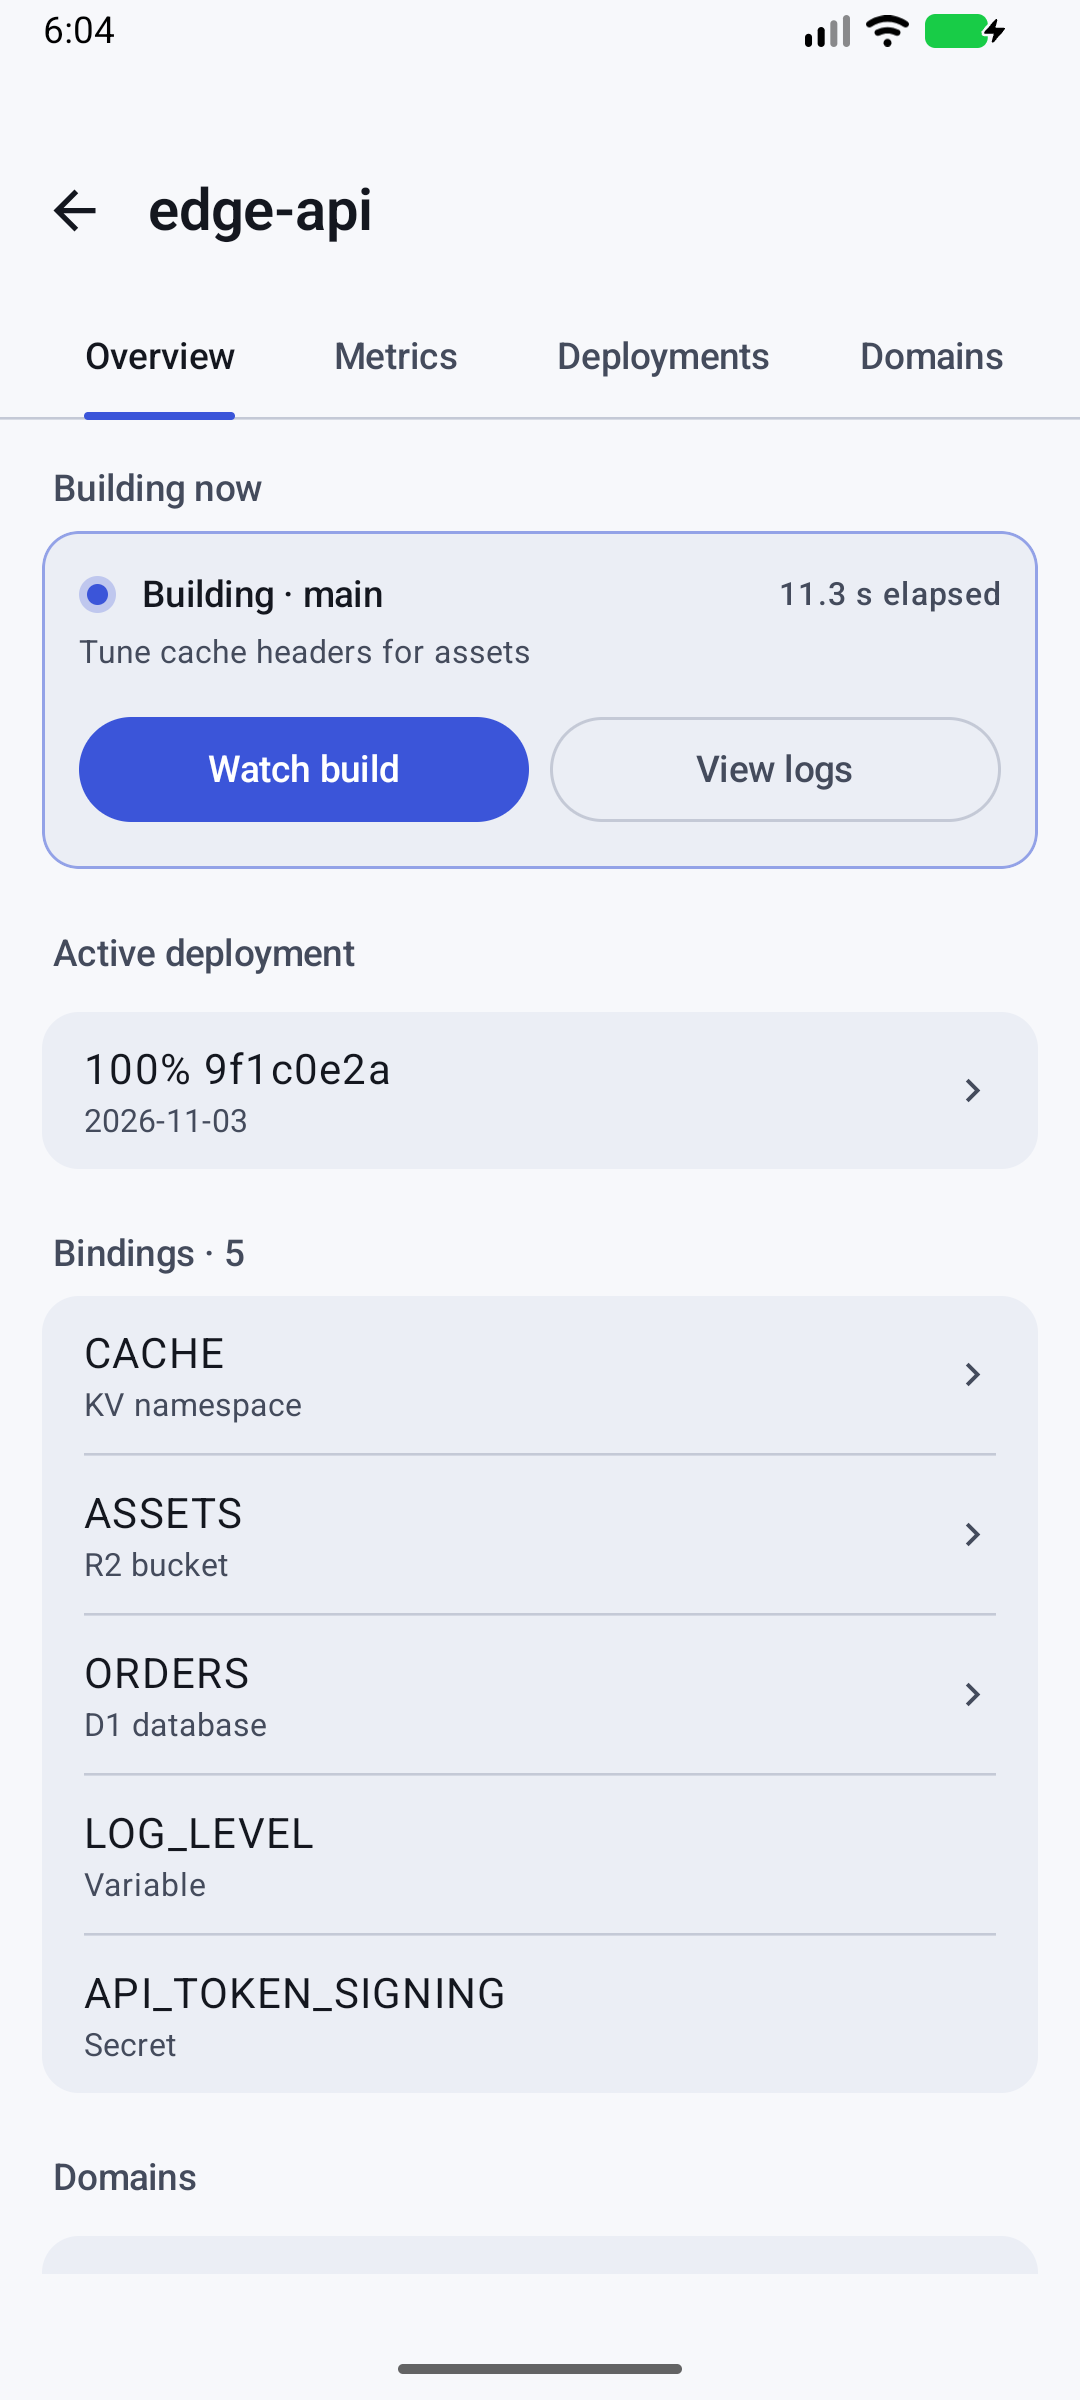 6:04
edge-api
Overview Metrics Deployments Domains
Building now
Building · main 11.3 s elapsed
Tune cache headers for assets
Watch build View logs
Active deployment
100% 9f1c0e2a
2026-11-03
Bindings · 5
CACHE
KV namespace
ASSETS
R2 bucket
ORDERS
D1 database
LOG_LEVEL
Variable
API_TOKEN_SIGNING
Secret
Domains